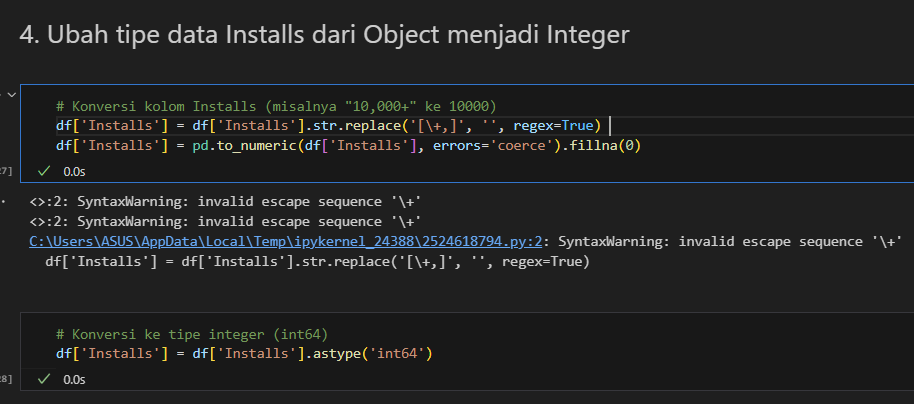 4. Ubah tipe data Installs dari Object menjadi Integer
# Konversi kolom Installs (misalnya "10,000+" ke 10000)
df['Installs'] = df['Installs'].str.replace('[\+,]', '', regex=True)
df['Installs'] = pd.to_numeric(df['Installs'], errors='coerce').fillna(0)
7]
0.0s
<>:2: SyntaxWarning: invalid escape sequence '\+'
<>:2: SyntaxWarning: invalid escape sequence '\+'
C:\Users\ASUS\AppData\Local\Temp\ipykernel_24388\2524618794.py:2: SyntaxWarning: invalid escape sequence '\+'
df['Installs'] = df['Installs'].str.replace('[\+,]', '', regex=True)
# Konversi ke tipe integer (int64)
df['Installs'] = df['Installs'].astype('int64')
8]
0.0s